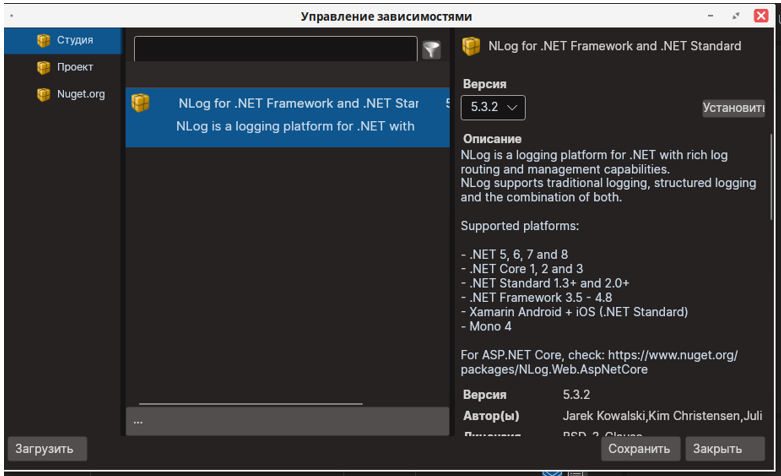 Управление зависимостями
Студия
Проект
Nuget.org
NLog for .NET Framework and .NET Star
5
NLog is a logging platform for .NET with
...
NLog for .NET Framework and .NET Standard
Версия
5.3.2
Установить
Описание
NLog is a logging platform for .NET with rich log
routing and management capabilities.
NLog supports traditional logging, structured logging
and the combination of both.
Supported platforms:
- .NET 5, 6, 7 and 8
- .NET Core 1, 2 and 3
- .NET Standard 1.3+ and 2.0+
- .NET Framework 3.5 - 4.8
- Xamarin Android + iOS (.NET Standard)
- Mono 4
For ASP.NET Core, check: https://www.nuget.org/
packages/NLog.Web.AspNetCore
Версия 5.3.2
Автор(ы) Jarek Kowalski,Kim Christensen,Juli
Лицензия BSD-3-Clause
Загрузить
Сохранить
Закрыть